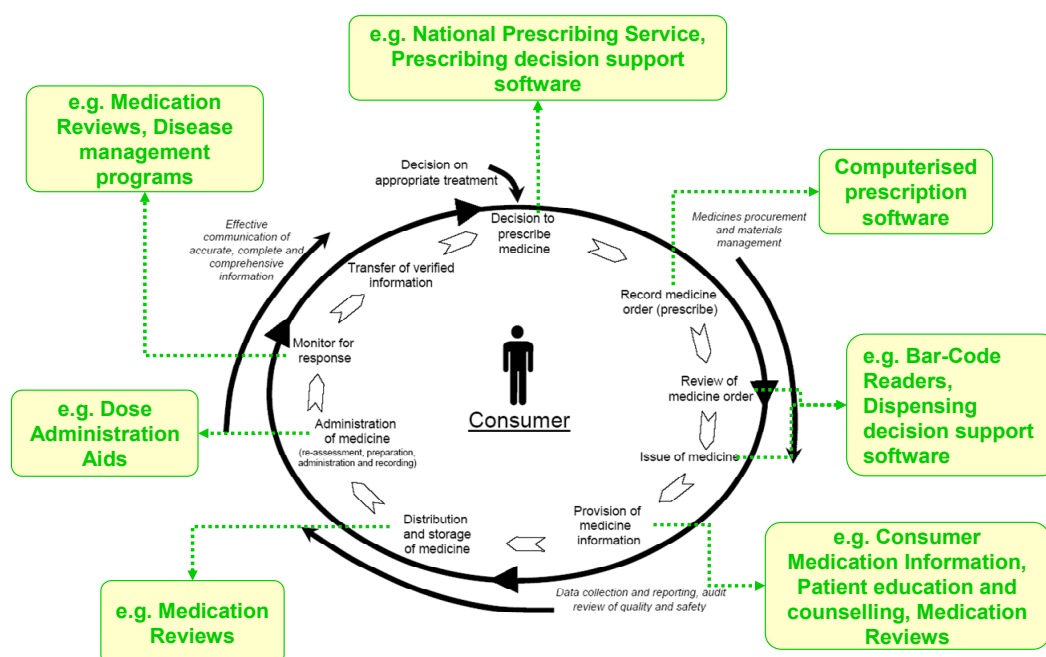 e.g. National Prescribing Service,
Prescribing decision support
software
e.g. Medication
Reviews, Disease
management
programs
Computerised
prescription
software
Decision on
appropriate treatment
Decision to
prescribe
medicine
Medicines procurement
and materials
management
Effective
communication of
accurate, complete and
comprehensive
information
Transfer of verified
information
Record medicine
order (prescribe)
Monitor for
response
Review of
medicine order
e.g. Bar-Code
Readers,
Dispensing
decision support
software
Consumer
e.g. Dose
Administration
Aids
Administration
of medicine
(re-assessment, preparation,
administration and recording)
Issue of medicine
Distribution
and storage
of medicine
Provision of
medicine
information
e.g. Consumer
Medication Information,
Patient education and
counselling, Medication
Reviews
e.g. Medication
Reviews
Data collection and reporting, audit
review of quality and safety